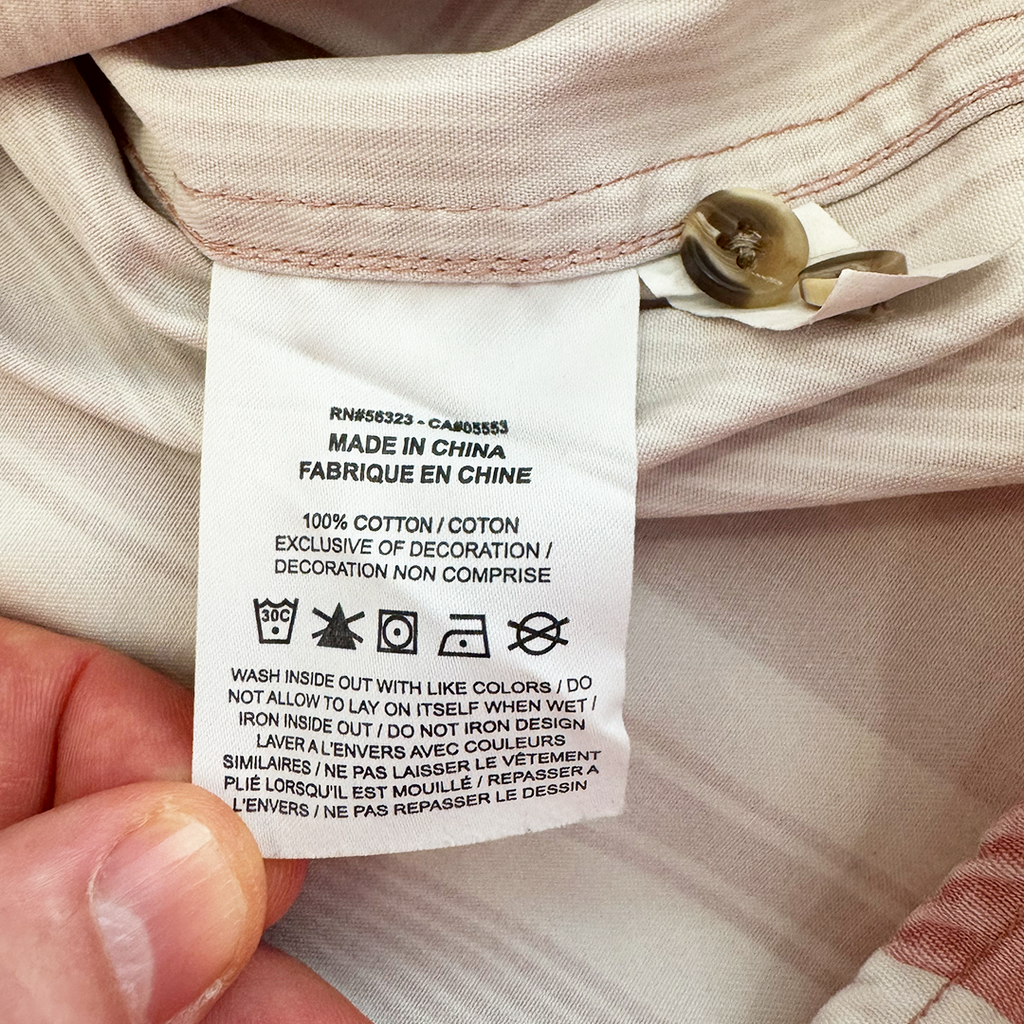 RN#56323 - CA#05553
MADE IN CHINA
FABRIQUE EN CHINE
100% COTTON / COTON
EXCLUSIVE OF DECORATION /
DECORATION NON COMPRISE
30C
WASH INSIDE OUT WITH LIKE COLORS / DO
NOT ALLOW TO LAY ON ITSELF WHEN WET /
IRON INSIDE OUT / DO NOT IRON DESIGN
LAVER A L'ENVERS AVEC COULEURS
SIMILAIRES / NE PAS LAISSER LE VÊTEMENT
PLIÉ LORSQU'IL EST MOUILLÉ / REPASSER A
L'ENVERS / NE PAS REPASSER LE DESSIN